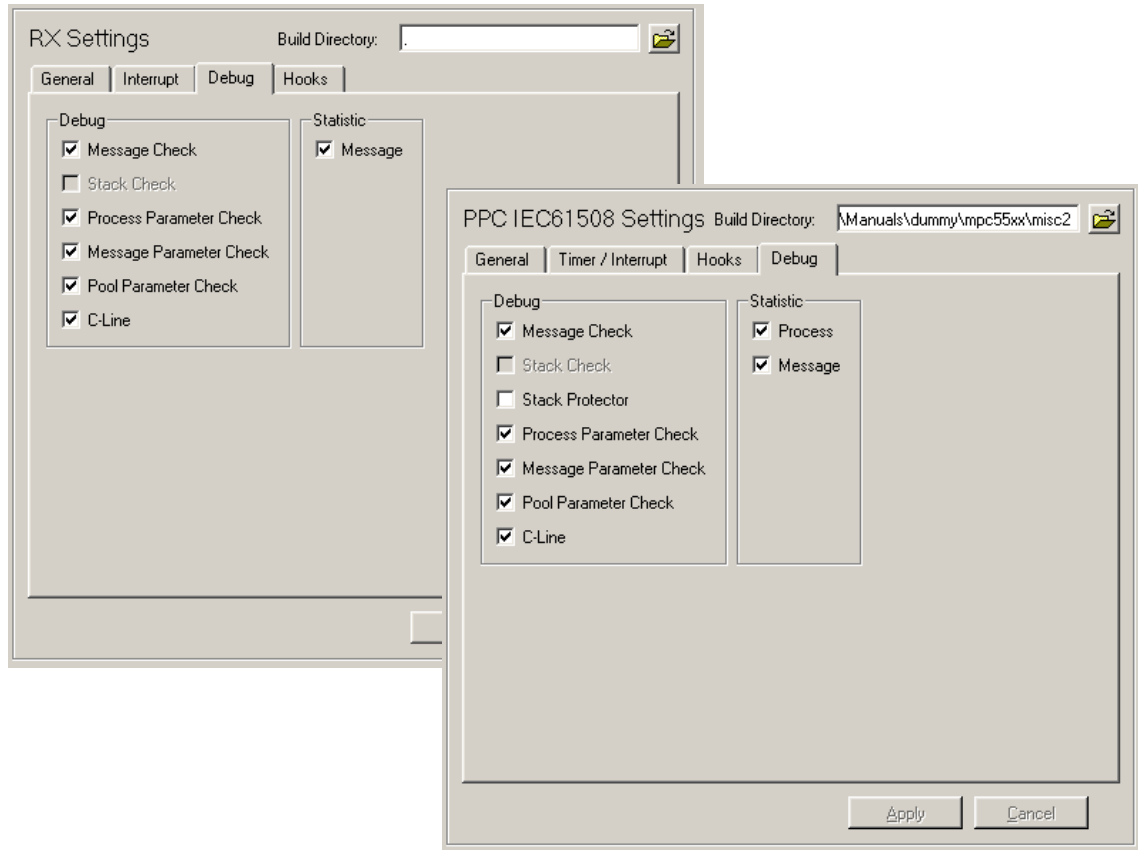 RX Settings Build Directory: .
General Interrupt Debug Hooks
Debug Statistic
Message Check Message
Stack Check
Process Parameter Check
Message Parameter Check
Pool Parameter Check
C-Line
PPC IEC61508 Settings Build Directory: \Manuals\dummy\mpc55xx\misc2
General Timer / Interrupt Hooks Debug
Debug Statistic
Message Check Process
Stack Check Message
Stack Protector
Process Parameter Check
Message Parameter Check
Pool Parameter Check
C-Line
Apply Cancel